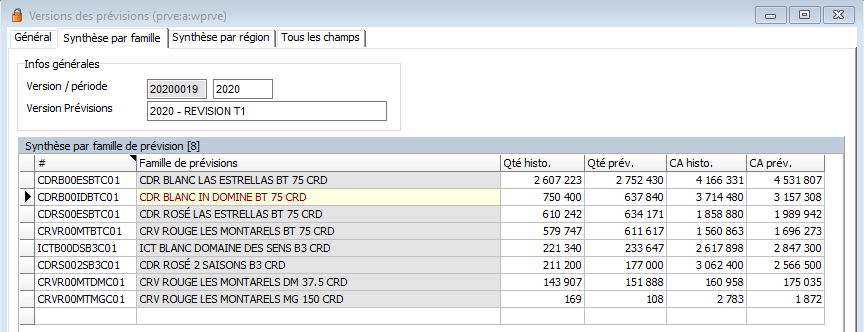 Versions des prévisions (prve:a:wprve)
Général Synthèse par famille Synthèse par région Tous les champs
Infos générales
Version / période 20200019 2020
Version Prévisions 2020 - REVISION T1
Synthèse par famille de prévision [8]
# Famille de prévisions Qté histo. Qté prév. CA histo. CA prév.
CDRB00ESBTC01 CDR BLANC LAS ESTRELLAS BT 75 CRD 2 607 223 2 752 430 4 166 331 4 531 807
CDRB00IDBTC01 CDR BLANC IN DOMINE BT 75 CRD 750 400 637 840 3 714 480 3 157 308
CDRS00ESBTC01 CDR ROSÉ LAS ESTRELLAS BT 75 CRD 610 242 634 171 1 858 880 1 989 942
CRVR00MTBTC01 CRV ROUGE LES MONTARELS BT 75 CRD 579 747 611 617 1 560 863 1 696 273
ICTB00DSB3C01 ICT BLANC DOMAINE DES SENS B3 CRD 221 340 233 647 2 617 898 2 847 300
CDRS002SB3C01 CDR ROSÉ 2 SAISONS B3 CRD 211 200 177 000 3 062 400 2 566 500
CRVR00MTDMC01 CRV ROUGE LES MONTARELS DM 37.5 CRD 143 907 151 888 160 958 175 035
CRVR00MTMGC01 CRV ROUGE LES MONTARELS MG 150 CRD 169 108 2 783 1 872